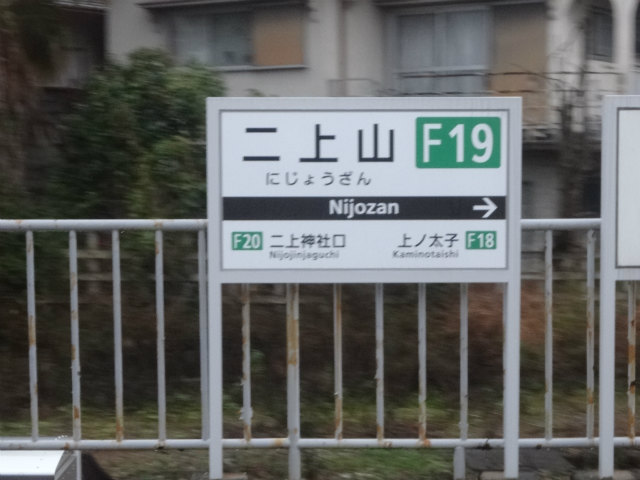 二上山 F19
にじょうざん
Nijozan →
F20 二上神社口 上ノ太子 F18
Nijojinjaguchi Kaminotaishi